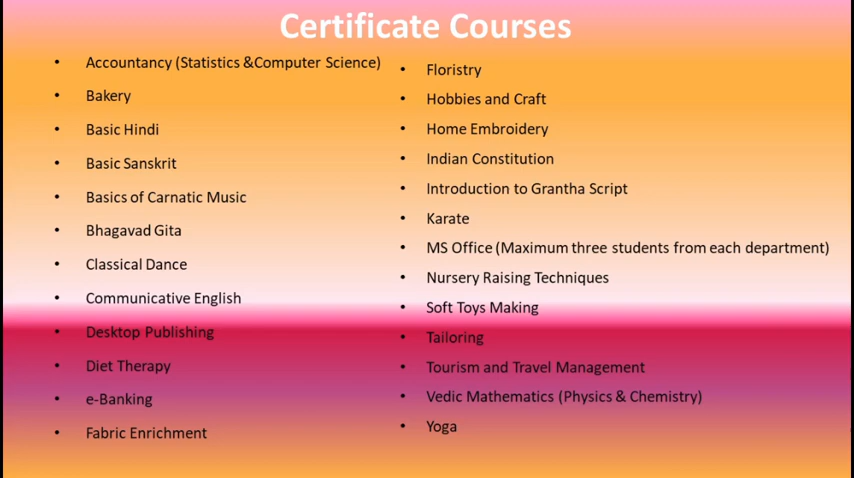 Certificate Courses
• Accountancy (Statistics &Computer Science)
• Bakery
• Basic Hindi
• Basic Sanskrit
• Basics of Carnatic Music
• Bhagavad Gita
• Classical Dance
• Communicative English
• Desktop Publishing
• Diet Therapy
• e-Banking
• Fabric Enrichment
• Floristry
• Hobbies and Craft
• Home Embroidery
• Indian Constitution
• Introduction to Grantha Script
• Karate
• MS Office (Maximum three students from each department)
• Nursery Raising Techniques
• Soft Toys Making
• Tailoring
• Tourism and Travel Management
• Vedic Mathematics (Physics & Chemistry)
• Yoga